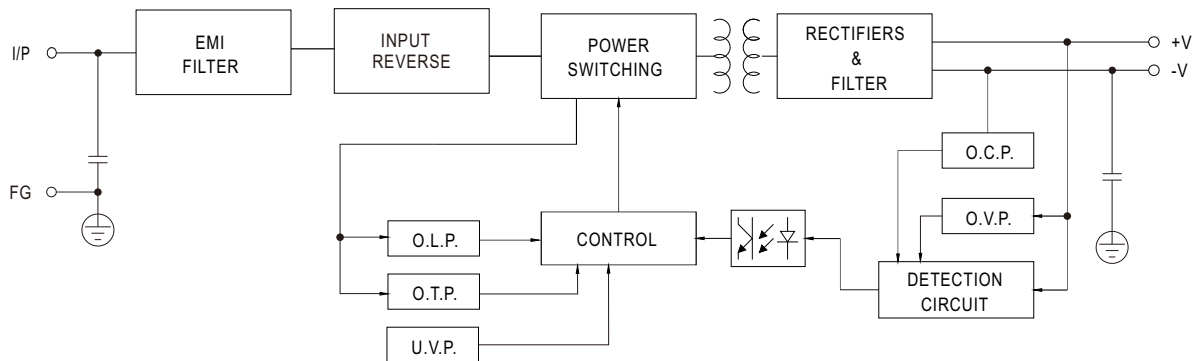 I/P
EMI
FILTER
INPUT
REVERSE
POWER
SWITCHING
RECTIFIERS
&
FILTER
+V
-V
O.C.P.
FG
O.L.P.
CONTROL
O.V.P.
O.T.P.
DETECTION
CIRCUIT
U.V.P.